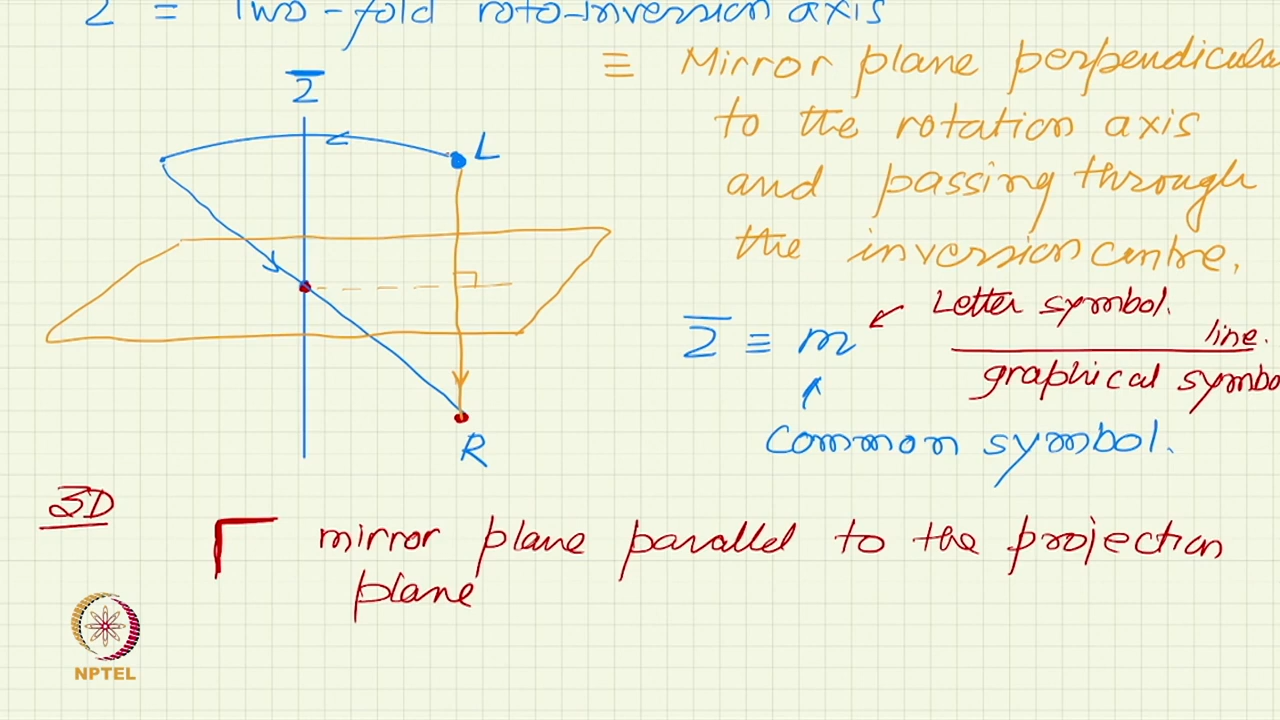 2 = Two-fold roto-inversion axis
≡ Mirror plane perpendicular
to the rotation axis
and passing through
the inversion centre.
2̅
L
R
2̅ ≡ m
Letter symbol.
line.
graphical symbo
Common symbol.
3D
mirror plane parallel to the projection
plane
NPTEL